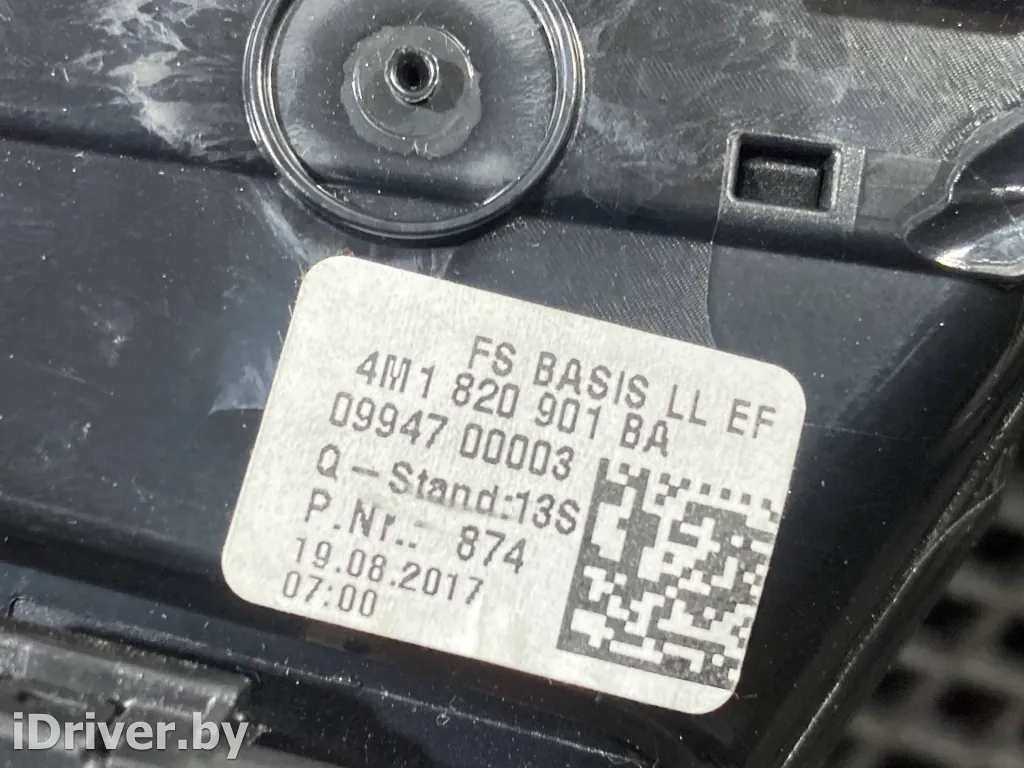 FS BASIS LL EF
4M1 820 901 BA
09947 00003
Q-Stand:13S
P.Nr.: 874
19.08.2017
07:00
iDriver.by